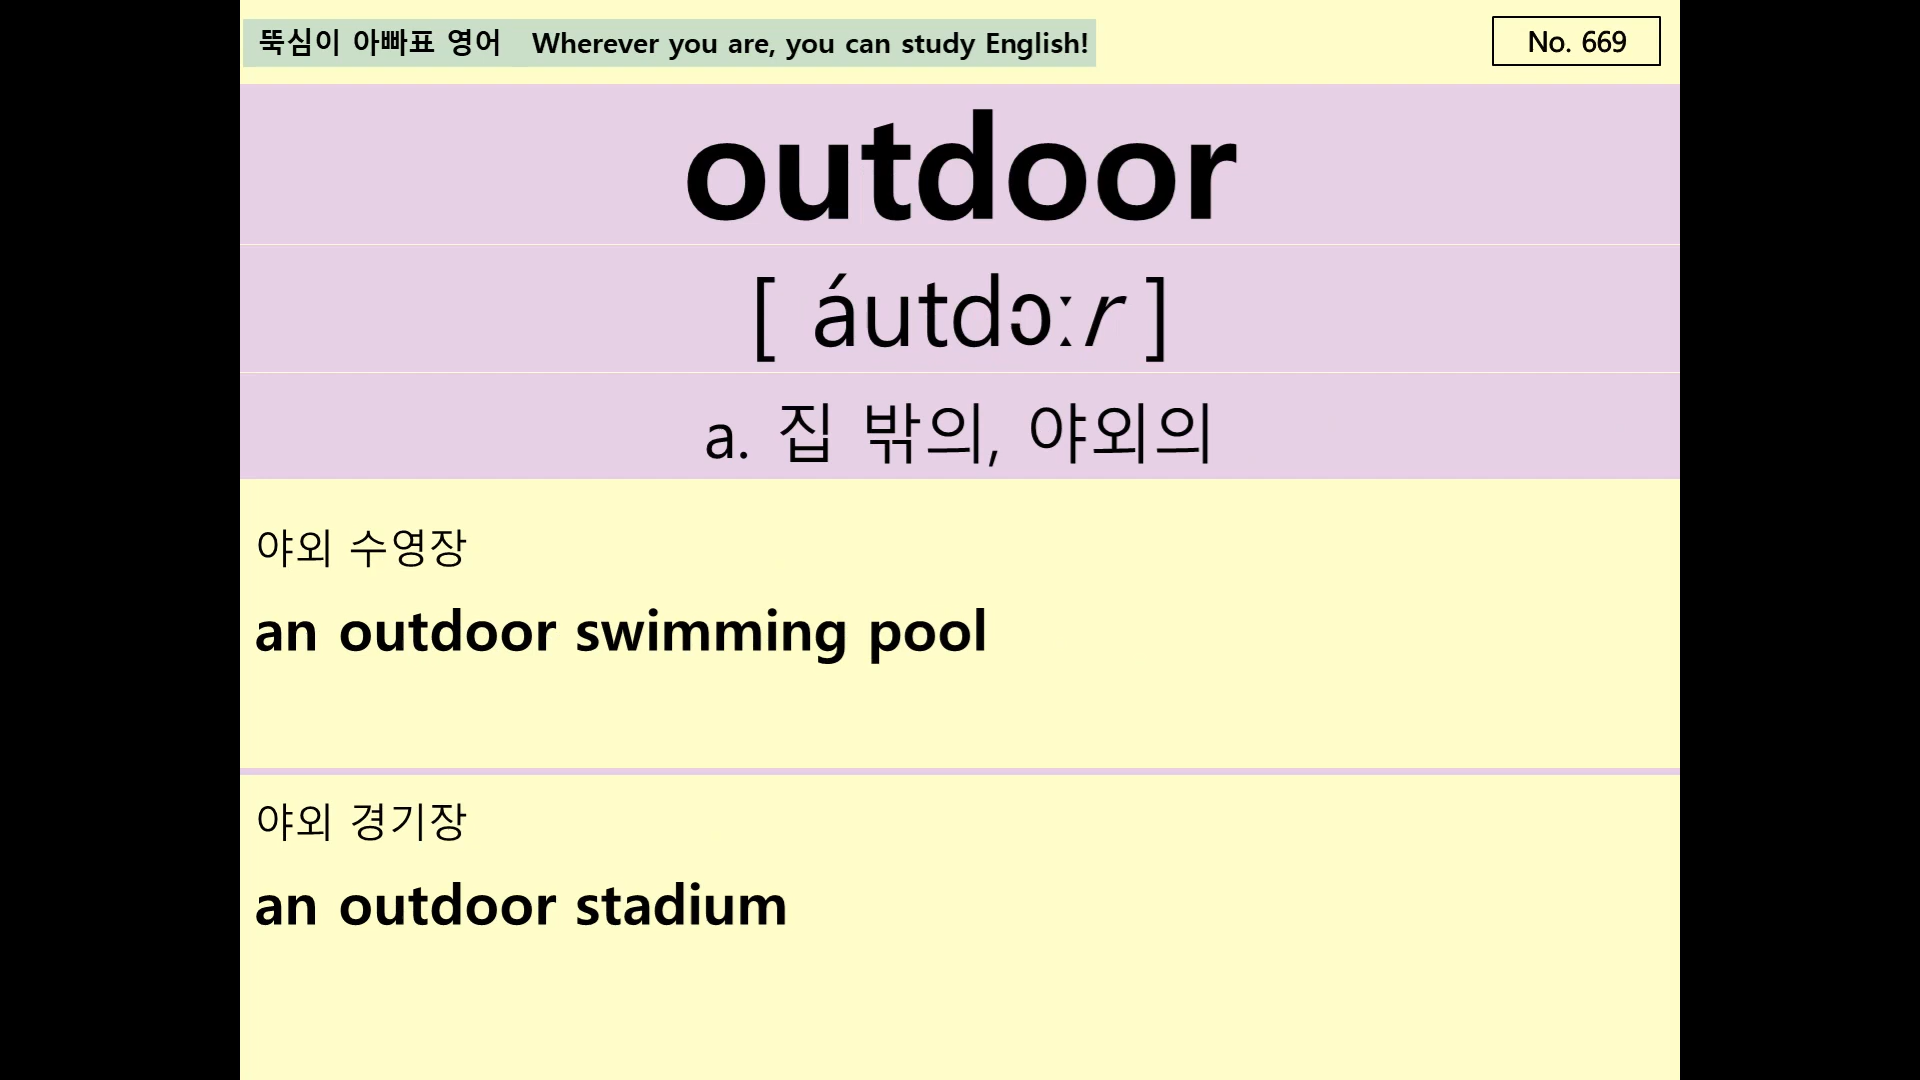 뚝심이 아빠표 영어 Wherever you are, you can study English!
No. 669
outdoor
[ áutdɔːr ]
a. 집 밖의, 야외의
야외 수영장
an outdoor swimming pool
야외 경기장
an outdoor stadium